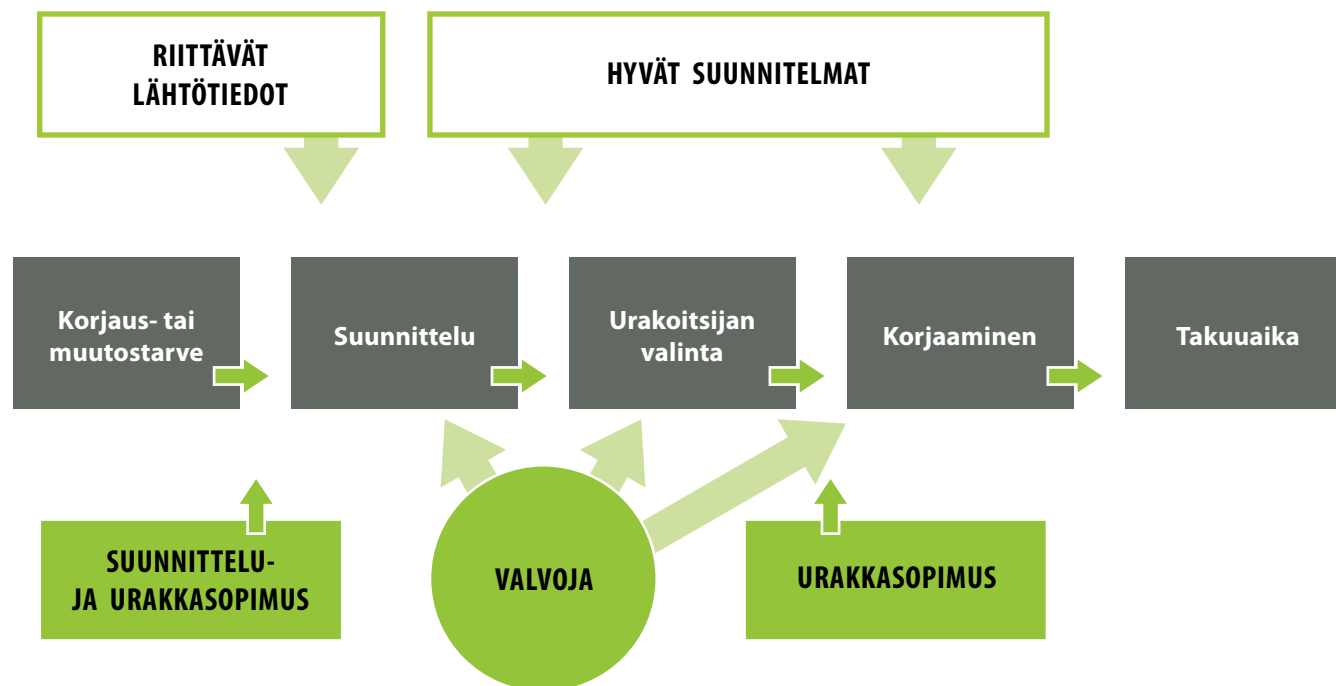 RIITTÄVÄT
LÄHTÖTIEDOT
HYVÄT SUUNNITELMAT
Korjaus- tai
muutostarve
Suunnittelu
Urakoitsijan
valinta
Korjaaminen
Takuuaika
SUUNNITTELU-
JA URAKKASOPIMUS
VALVOJA
URAKKASOPIMUS